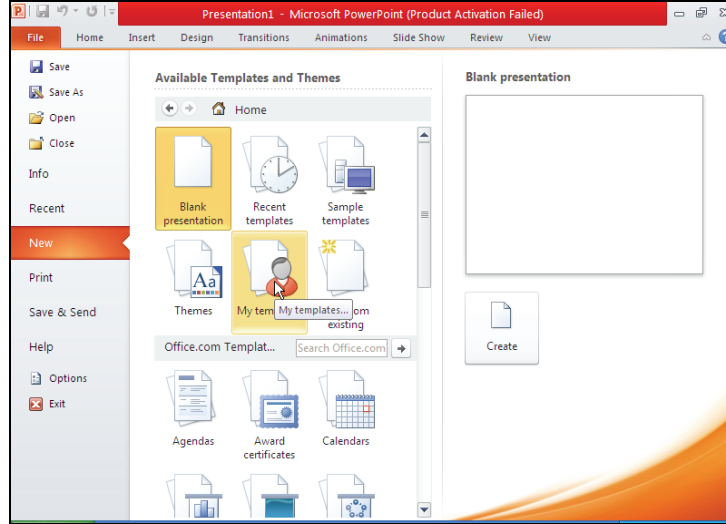 Presentation1 - Microsoft PowerPoint (Product Activation Failed)
File Home Insert Design Transitions Animations Slide Show Review View
Save
Save As
Open
Close
Info
Recent
New
Print
Save & Send
Help
Options
Exit
Available Templates and Themes
Home
Blank presentation
Recent templates
Sample templates
Themes
My tem
My templates...
om existing
Office.com Templat... Search Office.com
Agendas
Award certificates
Calendars
Blank presentation
Create